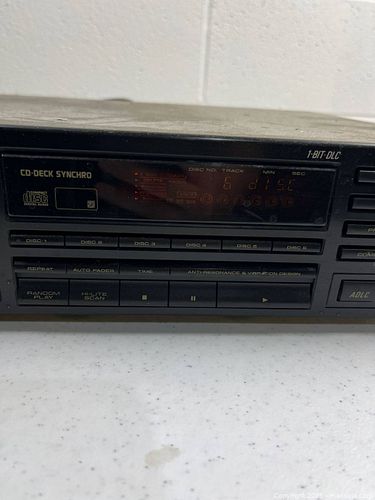 1-BIT·DLC
CD·DECK SYNCHRO
DISC NO. TRACK MIN SEC
6 dISC
disc
DISC 1 DISC 2 DISC 3 DISC 4 DISC 5 DISC 6
REPEAT AUTO FADER TIME ANTI-RESONANCE & VIBRATION DESIGN
RANDOM PLAY
HI-LITE SCAN
ADLC